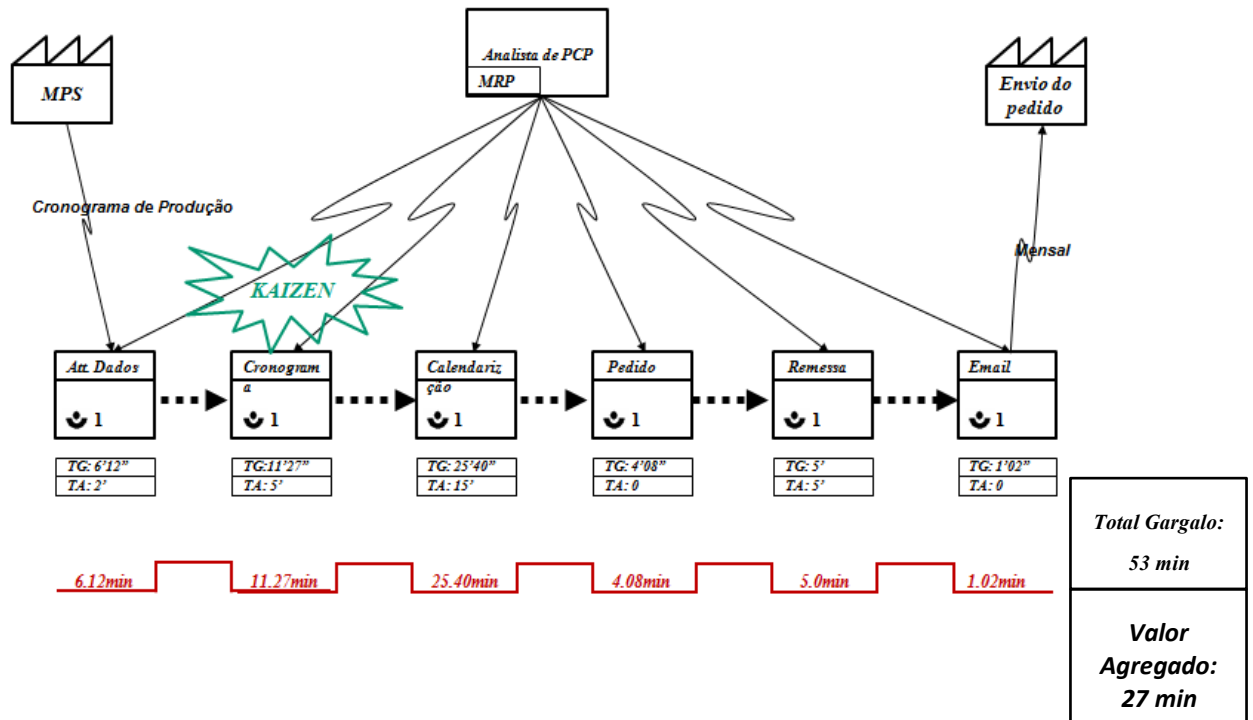 MPS
Analista de PCP
MRP
Envio do
pedido
Cronograma de Produção
Mensal
KAIZEN
Att. Dados
1
Cronogram
a
1
Calendariz
ção
1
Pedido
1
Remessa
1
Email
1
TG: 6'12”
TA: 2'
TG:11'27”
TA: 5'
TG: 25'40”
TA: 15'
TG: 4'08”
TA: 0
TG: 5'
TA: 5'
TG: 1'02”
TA: 0
6.12min
11.27min
25.40min
4.08min
5.0min
1.02min
Total Gargalo:
53 min
Valor
Agregado:
27 min